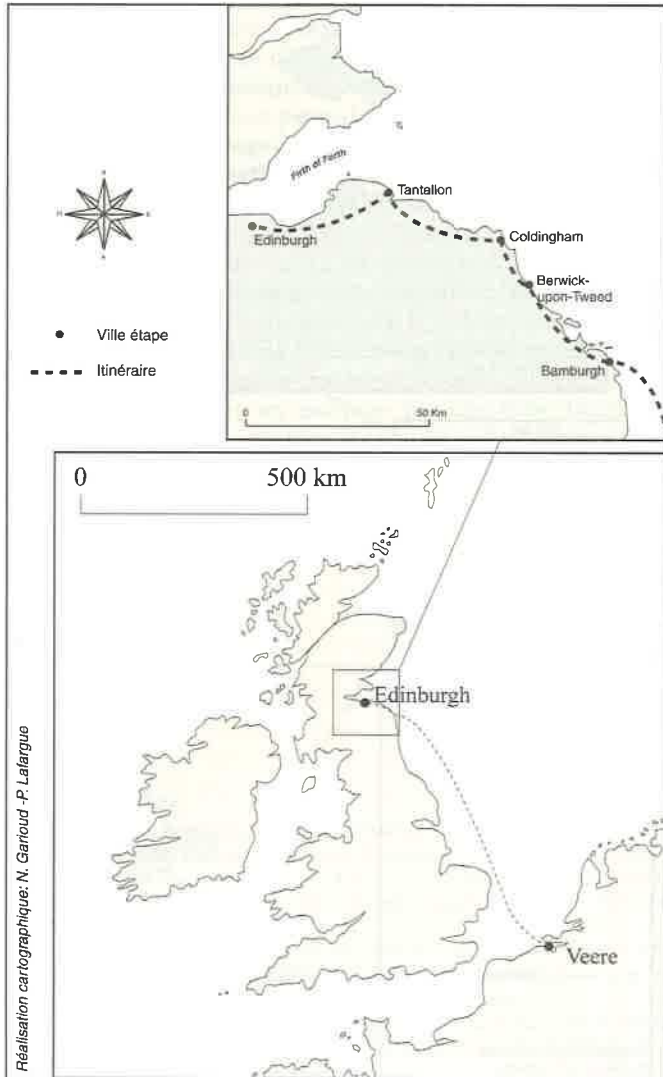 Firth of Forth
Tantallon
Edinburgh
Coldingham
Berwick-
upon-Tweed
Bamburgh
Ville étape
Itinéraire
0 50 Km
0 500 km
Edinburgh
Veere
Réalisation cartographique: N. Garioud -P. Lafargue